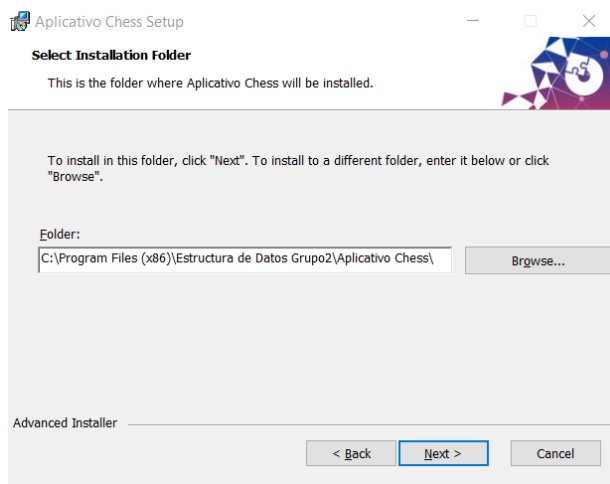 Aplicativo Chess Setup
Select Installation Folder
This is the folder where Aplicativo Chess will be installed.
To install in this folder, click "Next". To install to a different folder, enter it below or click
"Browse".
Folder:
C:\Program Files (x86)\Estructura de Datos Grupo2\Aplicativo Chess\
Browse...
Advanced Installer
< Back
Next >
Cancel